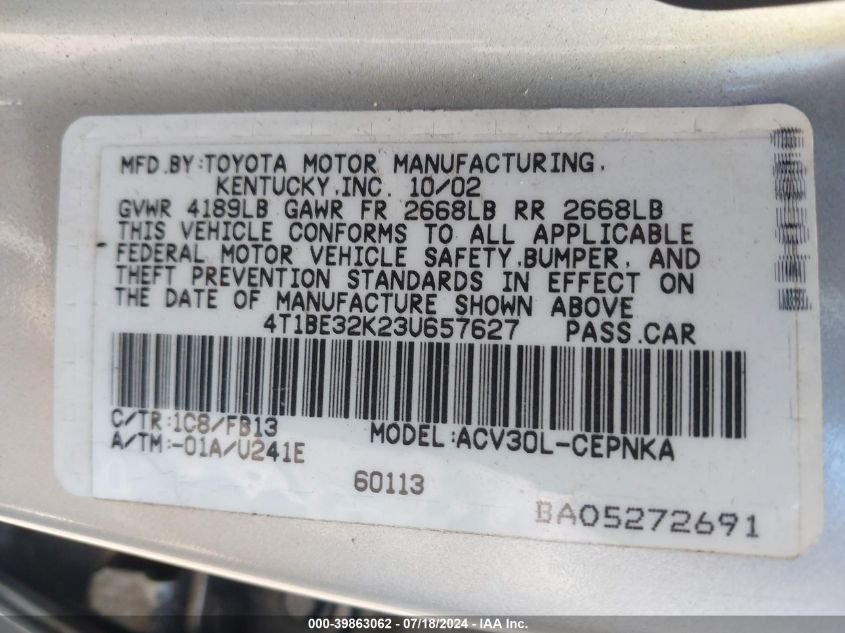 MFD.BY:TOYOTA MOTOR MANUFACTURING,
KENTUCKY,INC. 10/02
GVWR 4189LB GAWR FR 2668LB RR 2668LB
THIS VEHICLE CONFORMS TO ALL APPLICABLE
FEDERAL MOTOR VEHICLE SAFETY,BUMPER, AND
THEFT PREVENTION STANDARDS IN EFFECT ON
THE DATE OF MANUFACTURE SHOWN ABOVE
4T1BE32K23U657627 PASS.CAR
C/TR:1C8/FB13
A/TM:-01A/U241E
MODEL:ACV30L-CEPNKA
60113
BA05272691
000-39863062 - 07/18/2024 - IAAI.com